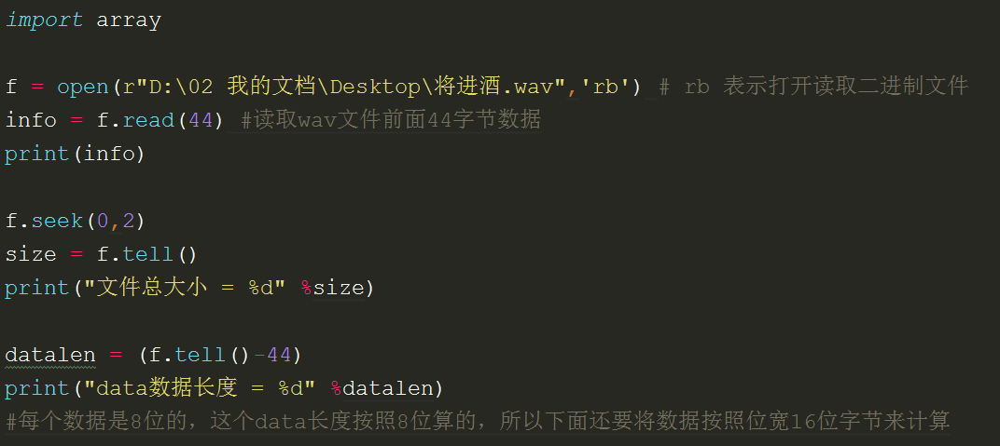 import array
f = open(r"D:\02 我的文档\Desktop\将进酒.wav",'rb') # rb 表示打开读取二进制文件
info = f.read(44) #读取wav文件前面44字节数据
print(info)
f.seek(0,2)
size = f.tell()
print("文件总大小 = %d" %size)
datalen = (f.tell()-44)
print("data数据长度 = %d" %datalen)
#每个数据是8位的，这个data长度按照8位算的，所以下面还要将数据按照位宽16位字节来计算